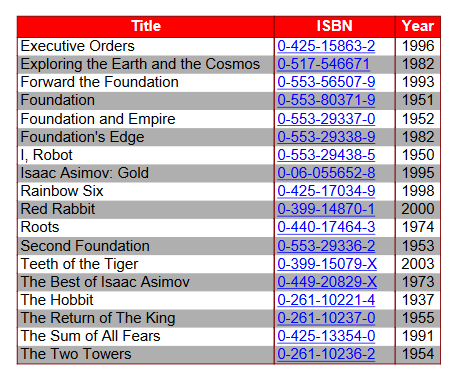 Title ISBN Year
Executive Orders 0-425-15863-2 1996
Exploring the Earth and the Cosmos 0-517-546671 1982
Forward the Foundation 0-553-56507-9 1993
Foundation 0-553-80371-9 1951
Foundation and Empire 0-553-29337-0 1952
Foundation's Edge 0-553-29338-9 1982
I, Robot 0-553-29438-5 1950
Isaac Asimov: Gold 0-06-055652-8 1995
Rainbow Six 0-425-17034-9 1998
Red Rabbit 0-399-14870-1 2000
Roots 0-440-17464-3 1974
Second Foundation 0-553-29336-2 1953
Teeth of the Tiger 0-399-15079-X 2003
The Best of Isaac Asimov 0-449-20829-X 1973
The Hobbit 0-261-10221-4 1937
The Return of The King 0-261-10237-0 1955
The Sum of All Fears 0-425-13354-0 1991
The Two Towers 0-261-10236-2 1954